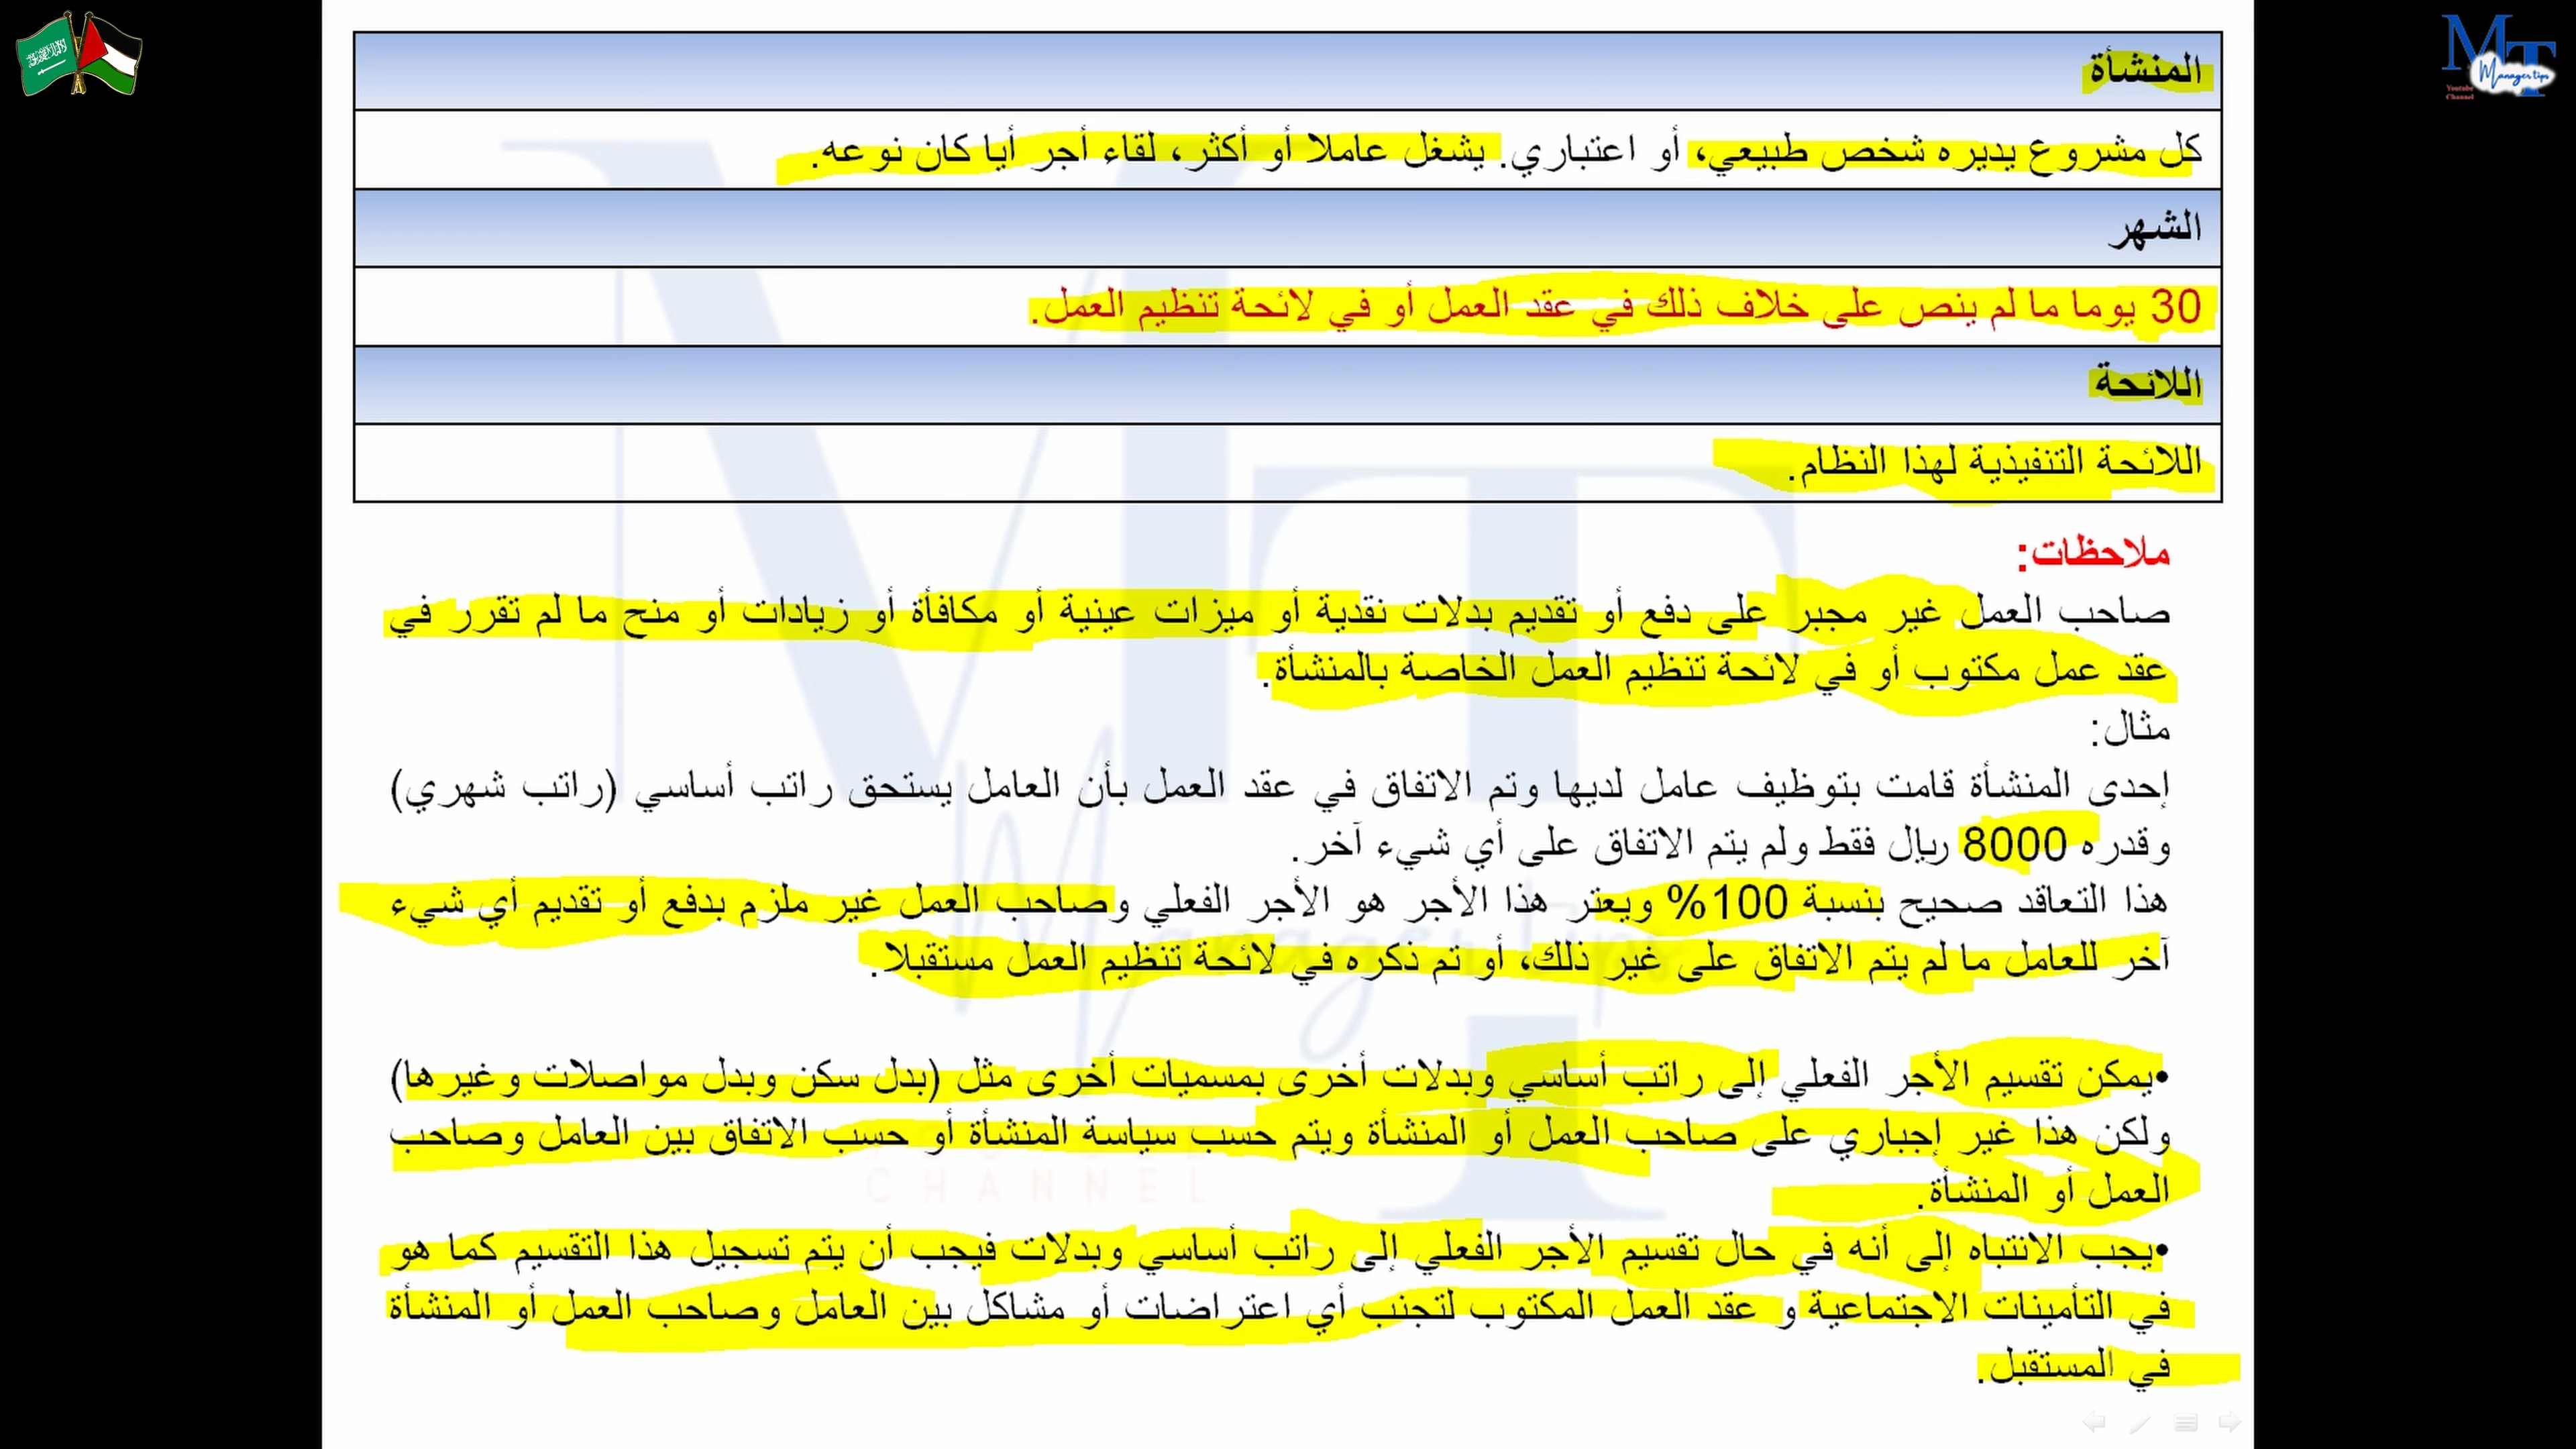 MT
Manager tips
Youtube
Channel
المنشأة
كل مشروع يديره شخص طبيعي، أو اعتباري. يشغل عاملا أو أكثر، لقاء أجر أيا كان نوعه.
الشهر
30 يوما ما لم ينص على خلاف ذلك في عقد العمل أو في لائحة تنظيم العمل.
اللائحة
اللائحة التنفيذية لهذا النظام.
ملاحظات:
صاحب العمل غير مجبر على دفع أو تقديم بدلات نقدية أو ميزات عينية أو مكافأة أو زيادات أو منح ما لم تقرر في
عقد عمل مكتوب أو في لائحة تنظيم العمل الخاصة بالمنشأة.
مثال:
إحدى المنشأة قامت بتوظيف عامل لديها وتم الاتفاق في عقد العمل بأن العامل يستحق راتب أساسي (راتب شهري)
وقدره 8000 ريال فقط ولم يتم الاتفاق على أي شيء آخر.
هذا التعاقد صحيح بنسبة 100% ويعتر هذا الأجر هو الأجر الفعلي وصاحب العمل غير ملزم بدفع أو تقديم أي شيء
آخر للعامل ما لم يتم الاتفاق على غير ذلك، أو تم ذكره في لائحة تنظيم العمل مستقبلا.
•يمكن تقسيم الأجر الفعلي إلى راتب أساسي وبدلات أخرى بمسميات أخرى مثل (بدل سكن وبدل مواصلات وغيرها)
ولكن هذا غير إجباري على صاحب العمل أو المنشأة ويتم حسب سياسة المنشأة أو حسب الاتفاق بين العامل وصاحب
العمل أو المنشأة.
•يجب الانتباه إلى أنه في حال تقسيم الأجر الفعلي إلى راتب أساسي وبدلات فيجب أن يتم تسجيل هذا التقسيم كما هو
في التأمينات الاجتماعية و عقد العمل المكتوب لتجنب أي اعتراضات أو مشاكل بين العامل وصاحب العمل أو المنشأة
في المستقبل.
MT
Manager Tips
CHANNEL